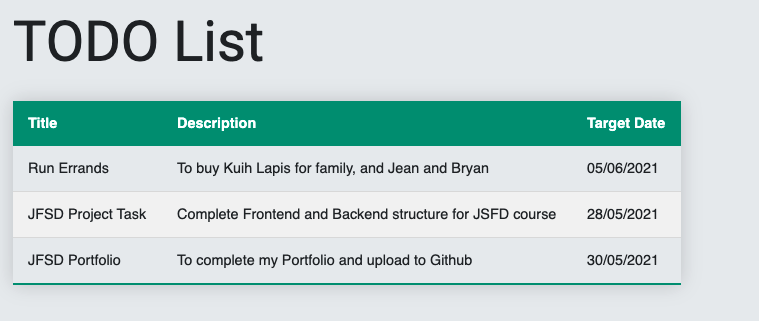 TODO List
Title Description Target Date
Run Errands To buy Kuih Lapis for family, and Jean and Bryan 05/06/2021
JFSD Project Task Complete Frontend and Backend structure for JSFD course 28/05/2021
JFSD Portfolio To complete my Portfolio and upload to Github 30/05/2021